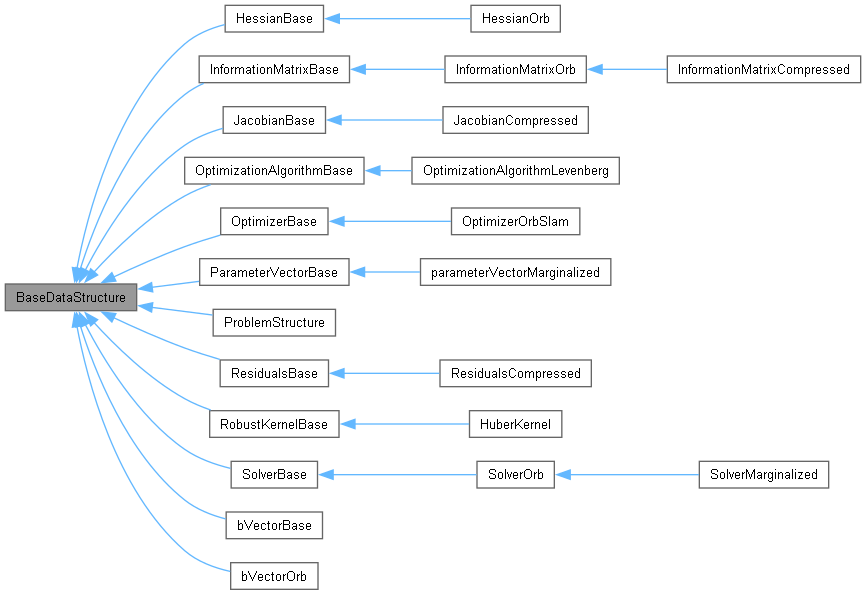 HessianBase
HessianOrb
InformationMatrixBase
InformationMatrixOrb
InformationMatrixCompressed
JacobianBase
JacobianCompressed
OptimizationAlgorithmBase
OptimizationAlgorithmLevenberg
OptimizerBase
OptimizerOrbSlam
ParameterVectorBase
parameterVectorMarginalized
BaseDataStructure
ProblemStructure
ResidualsBase
ResidualsCompressed
RobustKernelBase
HuberKernel
SolverBase
SolverOrb
SolverMarginalized
bVectorBase
bVectorOrb